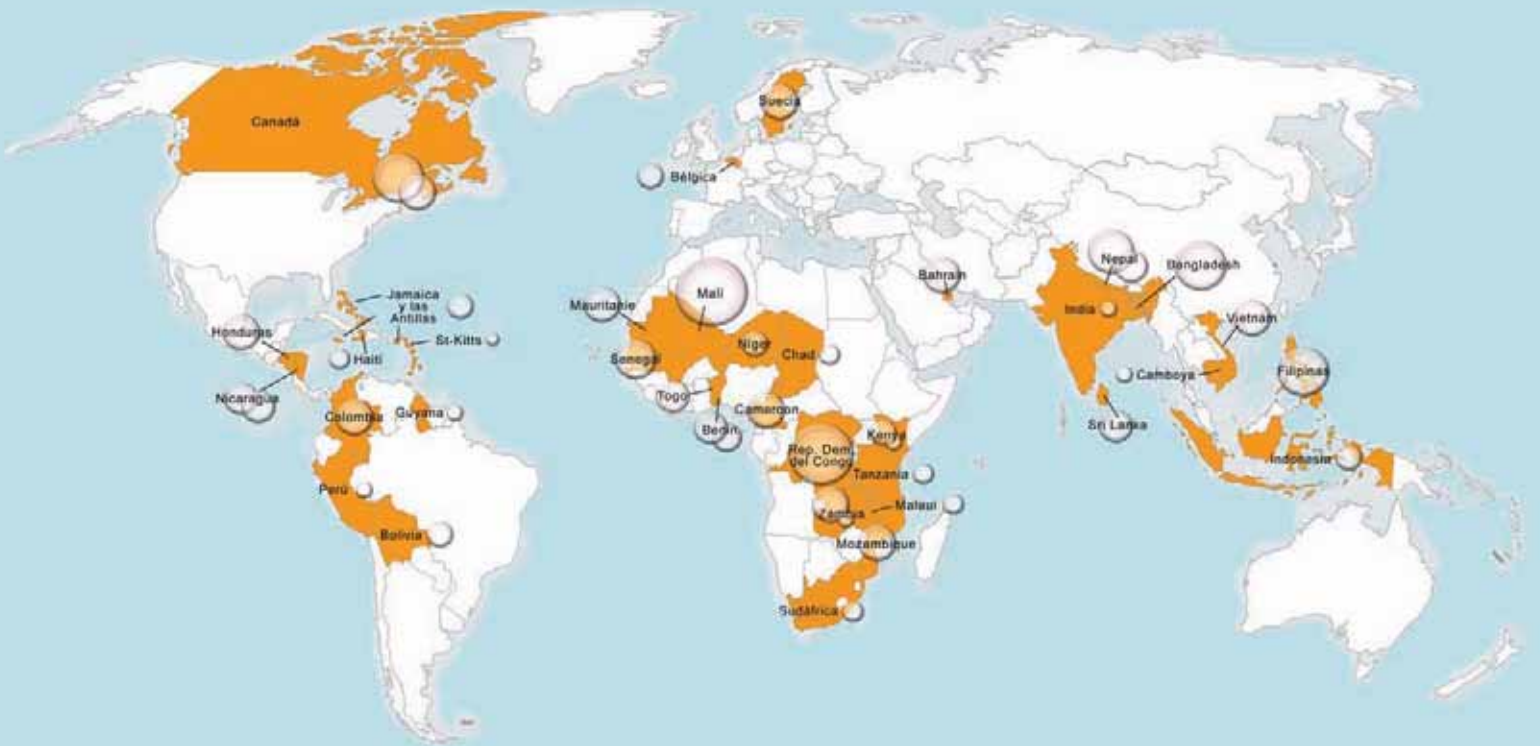 Canadá
Suecia
Bélgica
Nepal
Bangladesh
Bahrain
Jamaica
y las
Antillas
Mauritanie
Mali
India
Vietnam
Honduras
St-Kitts
Haití
Senegal
Niger
Chad
Camboya
Filipinas
Nicaragua
Colombia
Guyana
Togo
Cameroon
Benin
Kenya
Sri Lanka
Rep. Dem.
del Congo
Indonesia
Tanzania
Perú
Zambia
Malaui
Bolivia
Mozambique
Sudáfrica